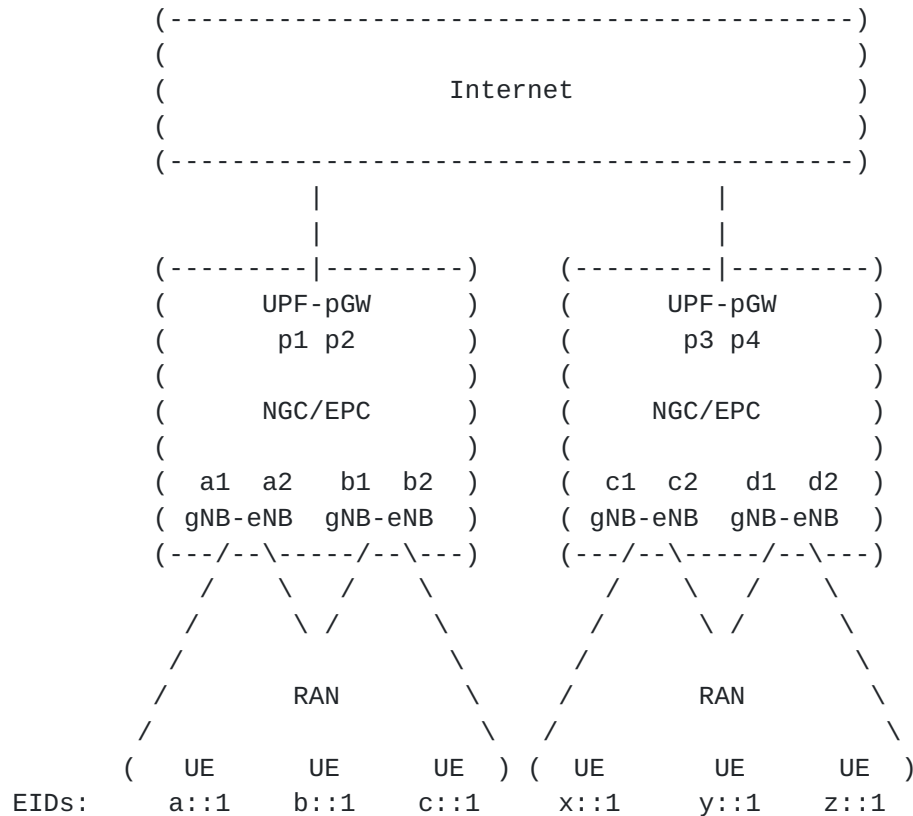 Internet
UPF-pGW UPF-pGW
p1 p2 p3 p4
NGC/EPC NGC/EPC
a1 a2 b1 b2 c1 c2 d1 d2
gNB-eNB gNB-eNB gNB-eNB gNB-eNB
RAN RAN
( UE UE UE ) ( UE UE UE )
EIDs: a::1 b::1 c::1 x::1 y::1 z::1